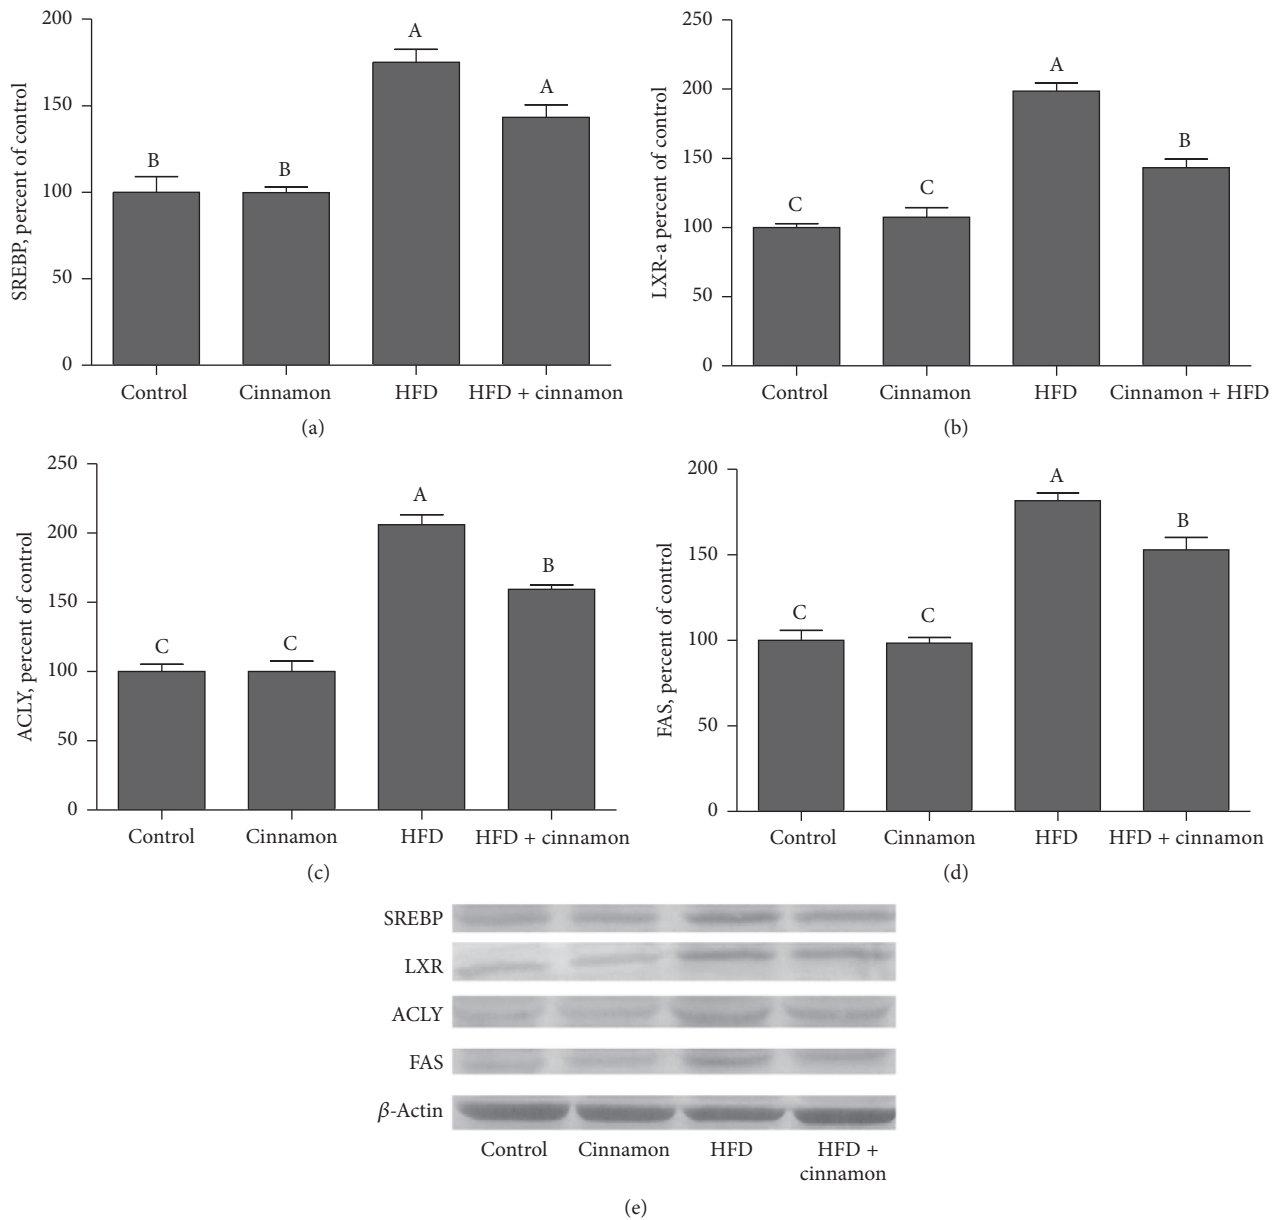 200
150
100
50
0
SREBP, percent of control
B
B
A
A
Control
Cinnamon
HFD
HFD + cinnamon
(a)
250
200
150
100
50
0
LXR-a percent of control
C
C
A
B
Control
Cinnamon
HFD
Cinnamon + HFD
(b)
250
200
150
100
50
0
ACLY, percent of control
C
C
A
B
Control
Cinnamon
HFD
HFD + cinnamon
(c)
200
150
100
50
0
FAS, percent of control
C
C
A
B
Control
Cinnamon
HFD
HFD + cinnamon
(d)
SREBP
LXR
ACLY
FAS
β-Actin
Control
Cinnamon
HFD
HFD +
cinnamon
(e)